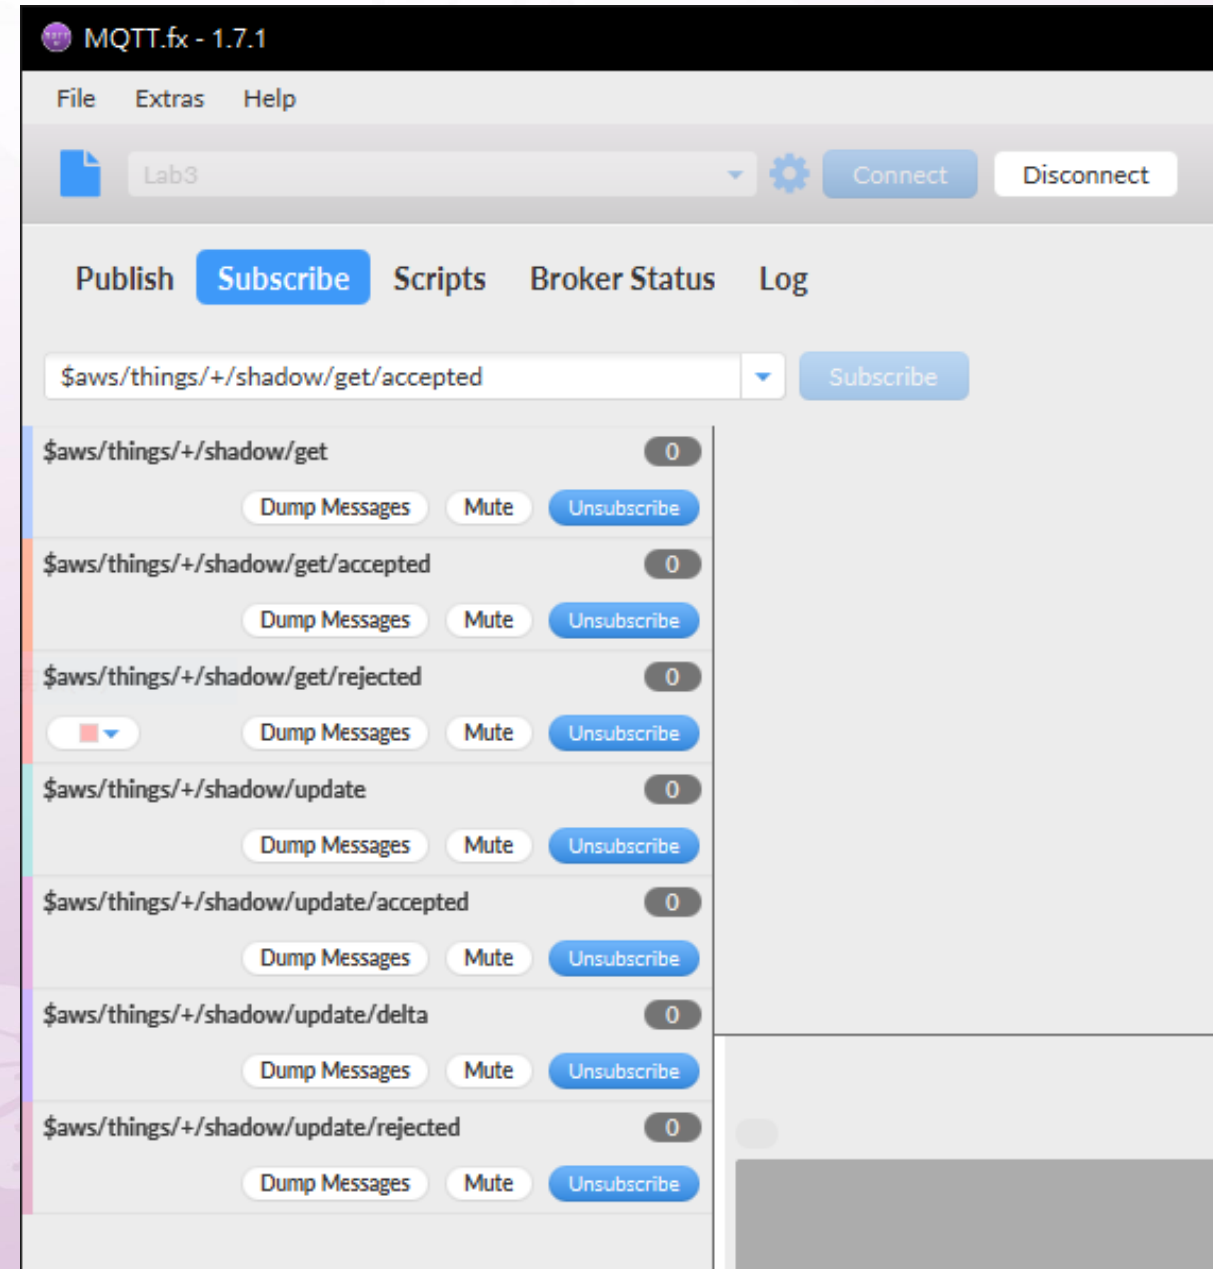 MQTT.fx - 1.7.1
File Extras Help
Lab3 Connect Disconnect
Publish Subscribe Scripts Broker Status Log
$aws/things/+/shadow/get/accepted Subscribe
$aws/things/+/shadow/get 0
Dump Messages Mute Unsubscribe
$aws/things/+/shadow/get/accepted 0
Dump Messages Mute Unsubscribe
$aws/things/+/shadow/get/rejected 0
Dump Messages Mute Unsubscribe
$aws/things/+/shadow/update 0
Dump Messages Mute Unsubscribe
$aws/things/+/shadow/update/accepted 0
Dump Messages Mute Unsubscribe
$aws/things/+/shadow/update/delta 0
Dump Messages Mute Unsubscribe
$aws/things/+/shadow/update/rejected 0
Dump Messages Mute Unsubscribe